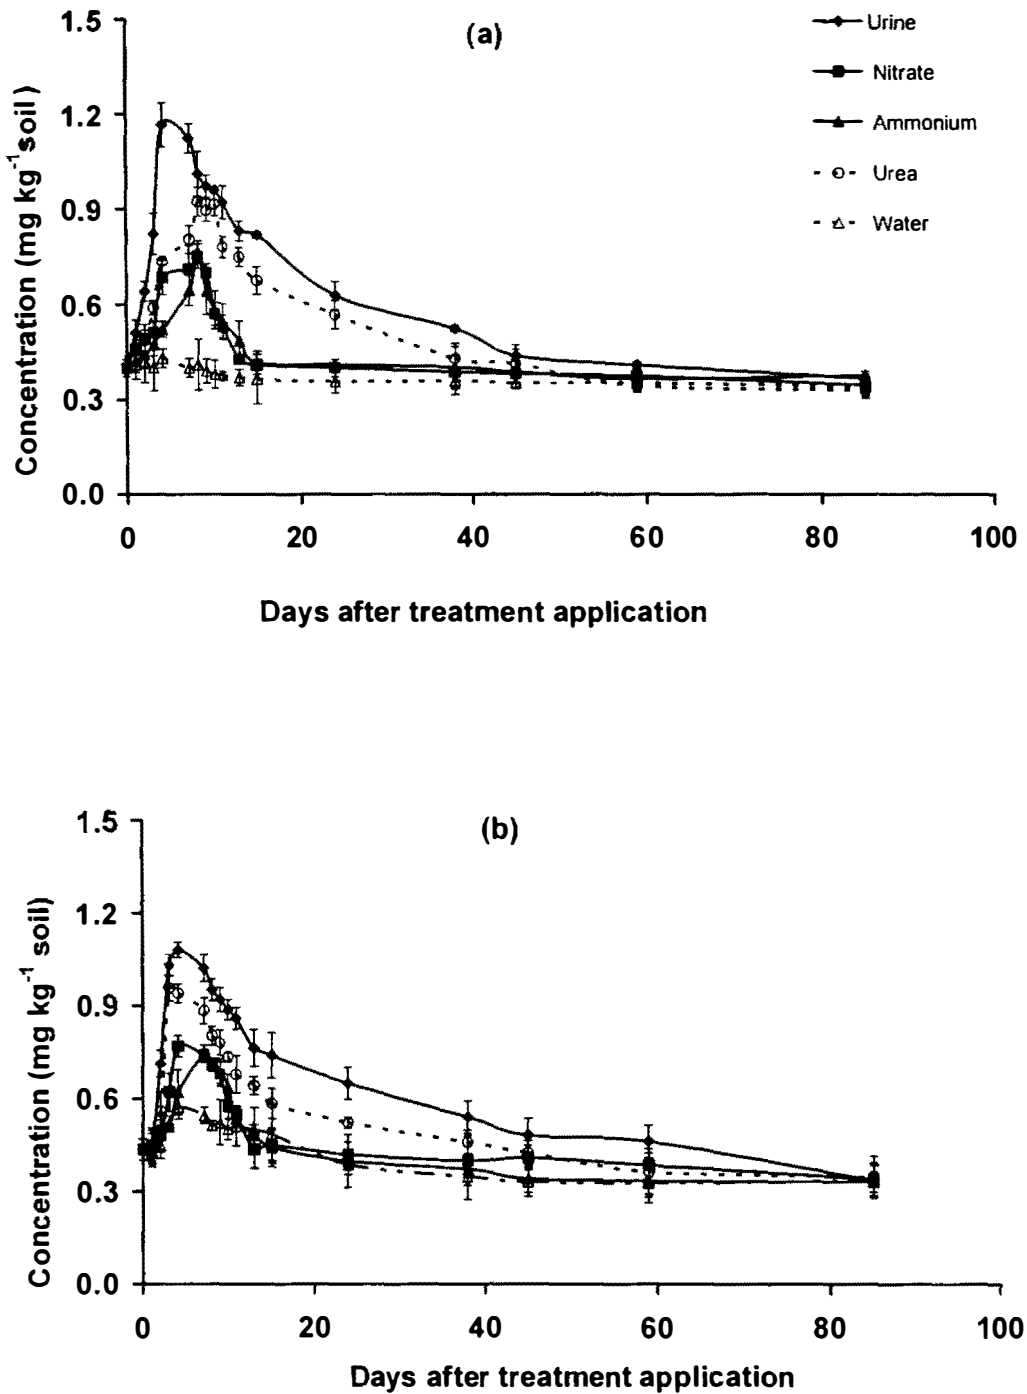 (a)
Urine
Nitrate
Ammonium
Urea
Water
Concentration (mg kg⁻¹soil )
1.5
1.2
0.9
0.6
0.3
0.0
0 20 40 60 80 100
Days after treatment application
(b)
Concentration (mg kg⁻¹ soil)
1.5
1.2
0.9
0.6
0.3
0.0
0 20 40 60 80 100
Days after treatment application